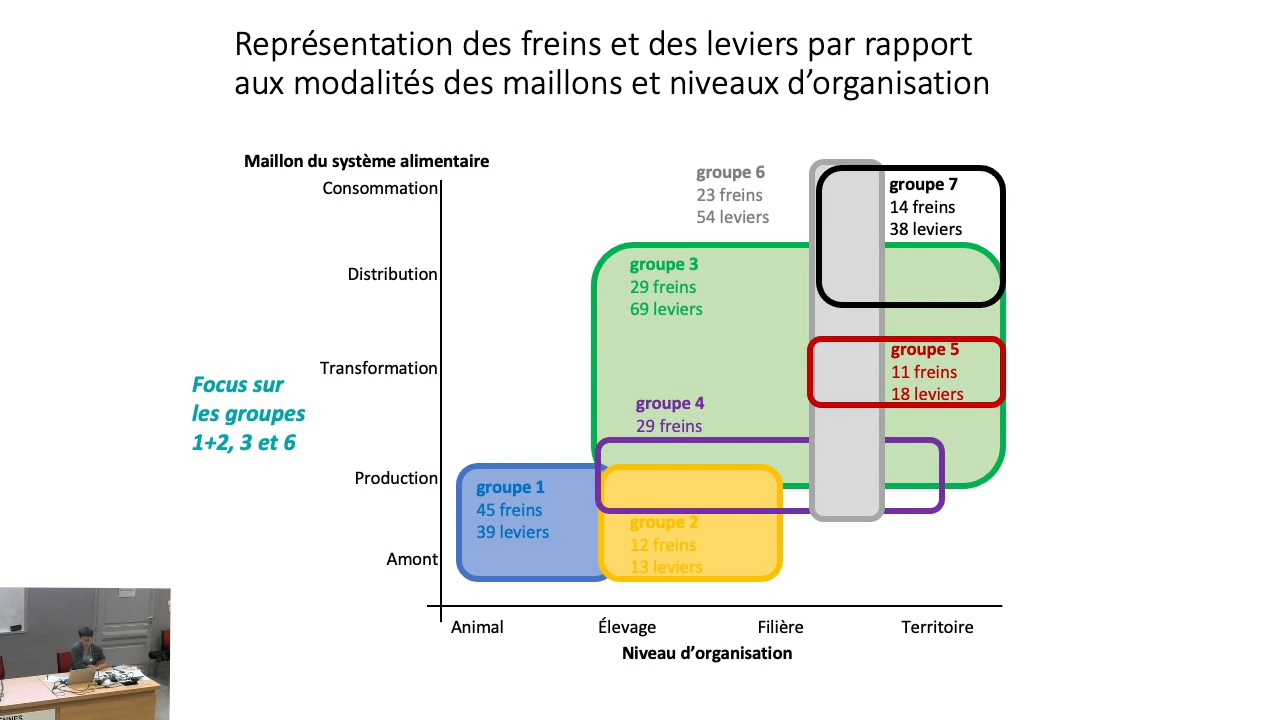 Représentation des freins et des leviers par rapport
aux modalités des maillons et niveaux d'organisation
Maillon du système alimentaire
Consommation
Distribution
Transformation
Production
Amont
Focus sur
les groupes
1+2, 3 et 6
groupe 6
23 freins
54 leviers
groupe 7
14 freins
38 leviers
groupe 3
29 freins
69 leviers
groupe 5
11 freins
18 leviers
groupe 4
29 freins
groupe 1
45 freins
39 leviers
groupe 2
12 freins
13 leviers
Animal
Élevage
Filière
Territoire
Niveau d'organisation
ENNES